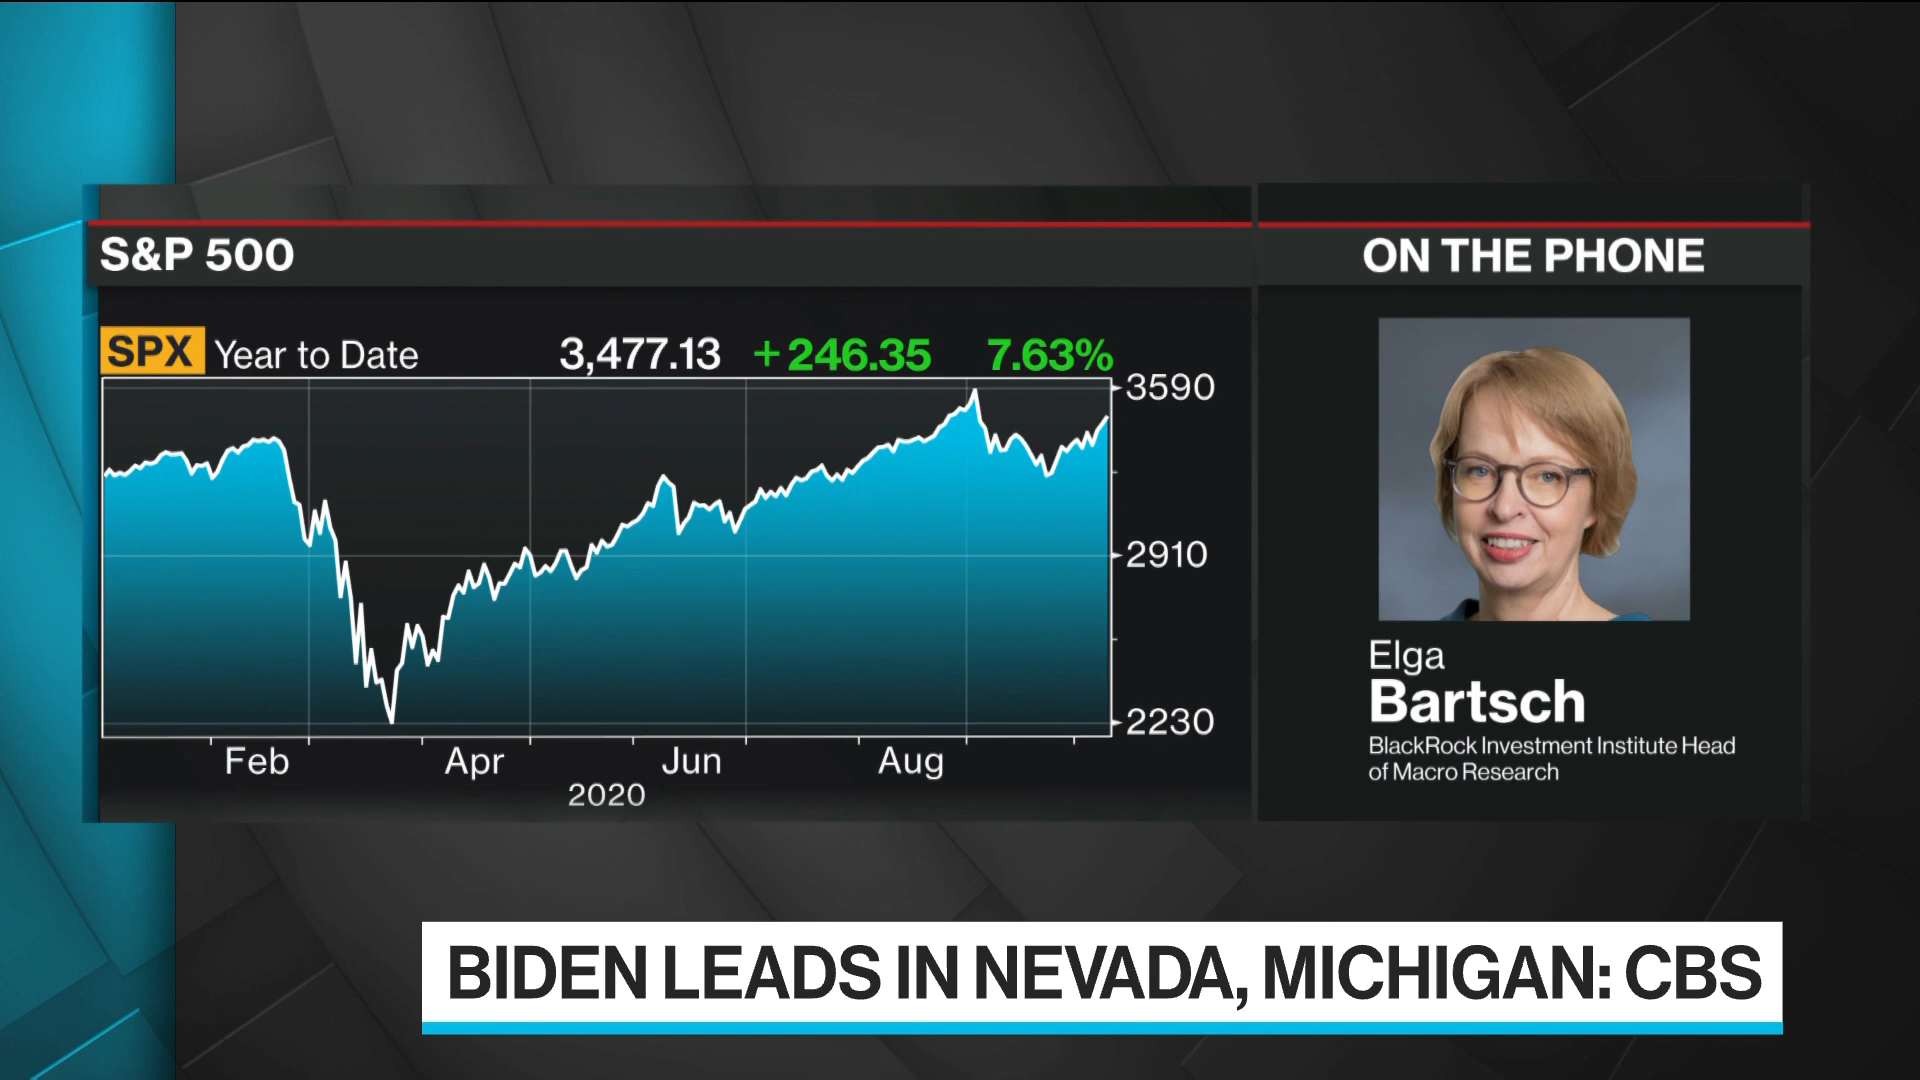 S&P 500
SPX Year to Date 3,477.13 +246.35 7.63%
3590
2910
2230
Feb Apr Jun Aug
2020
ON THE PHONE
Elga
Bartsch
BlackRock Investment Institute Head
of Macro Research
BIDEN LEADS IN NEVADA, MICHIGAN: CBS